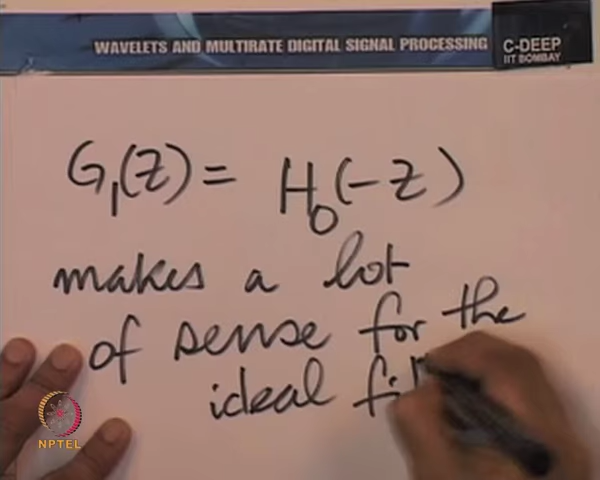 WAVELETS AND MULTIRATE DIGITAL SIGNAL PROCESSING
C-DEEP
IIT BOMBAY
G₁(Z) = H₀(-Z)
makes a lot
of sense for the
ideal
NPTEL